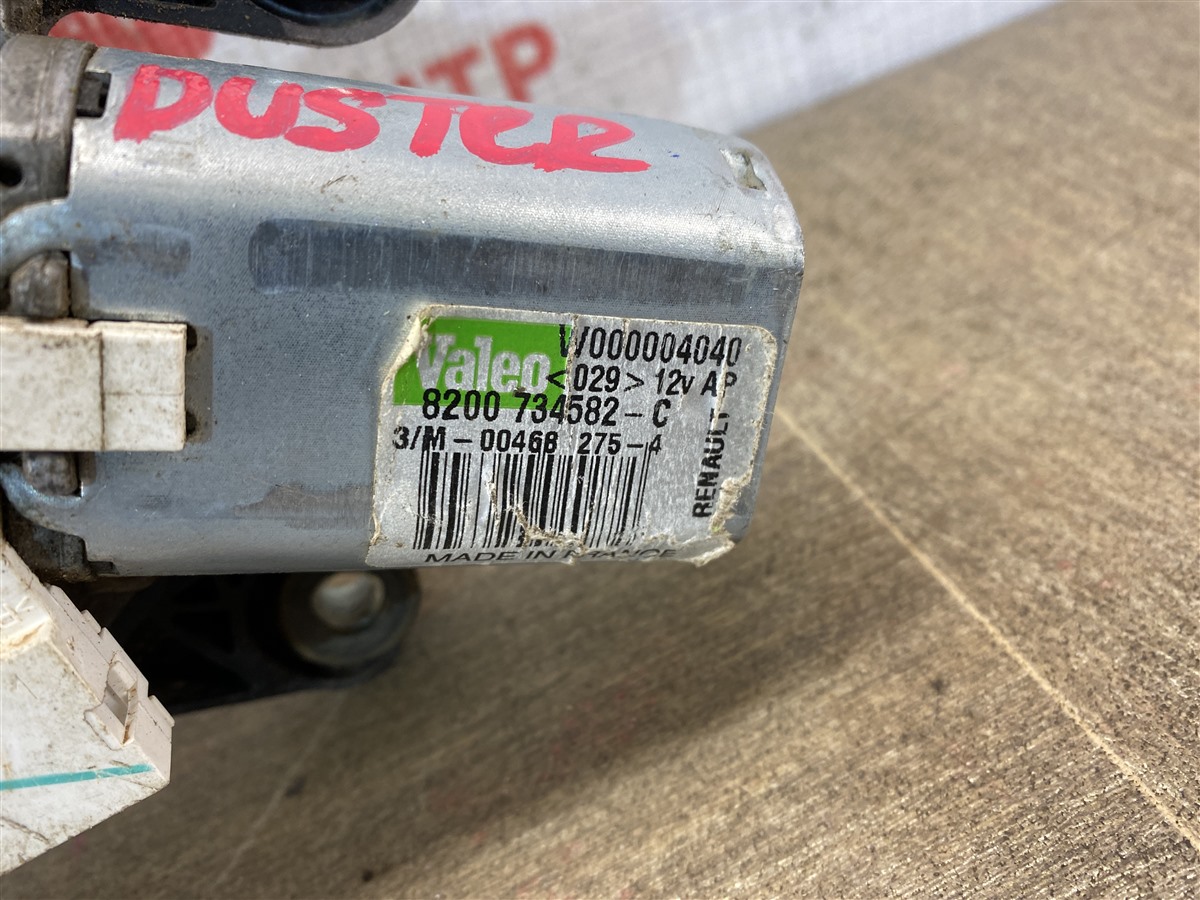 DUSTER
Valeo W000004040
<029> 12v AP
8200 734582-C
3/M-00468 275-4
RENAULT
MADE IN FRANCE